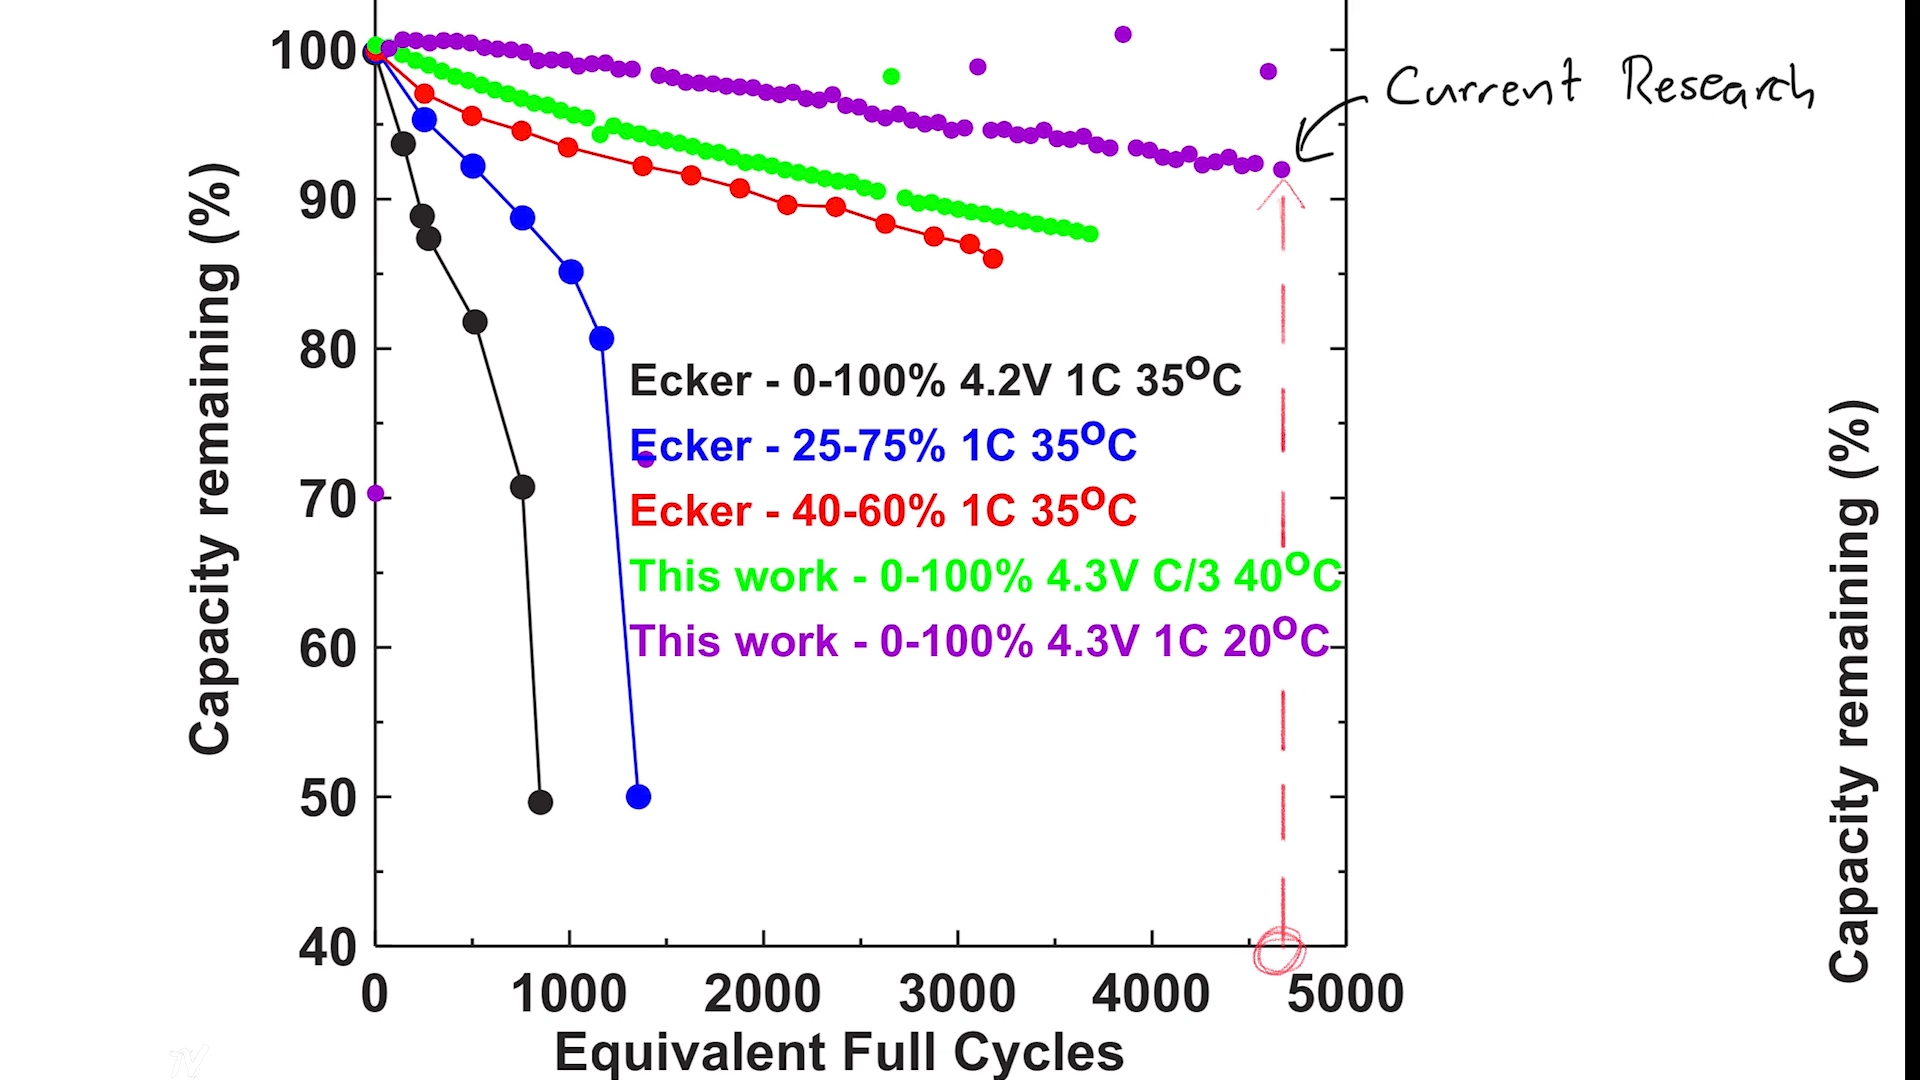 100
90
80
70
60
50
40
Capacity remaining (%)
Current Research
Ecker - 0-100% 4.2V 1C 35°C
Ecker - 25-75% 1C 35°C
Ecker - 40-60% 1C 35°C
This work - 0-100% 4.3V C/3 40°C
This work - 0-100% 4.3V 1C 20°C
0 1000 2000 3000 4000 5000
Equivalent Full Cycles
Capacity remaining (%)